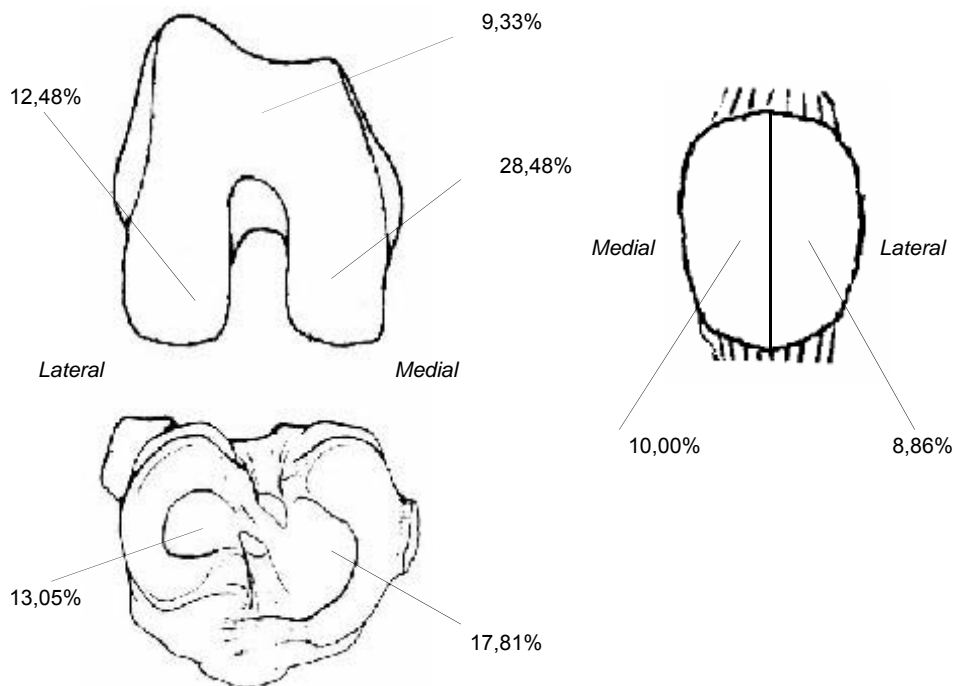 9,33%
12,48%
28,48%
Medial
Lateral
Lateral
Medial
10,00%
8,86%
13,05%
17,81%